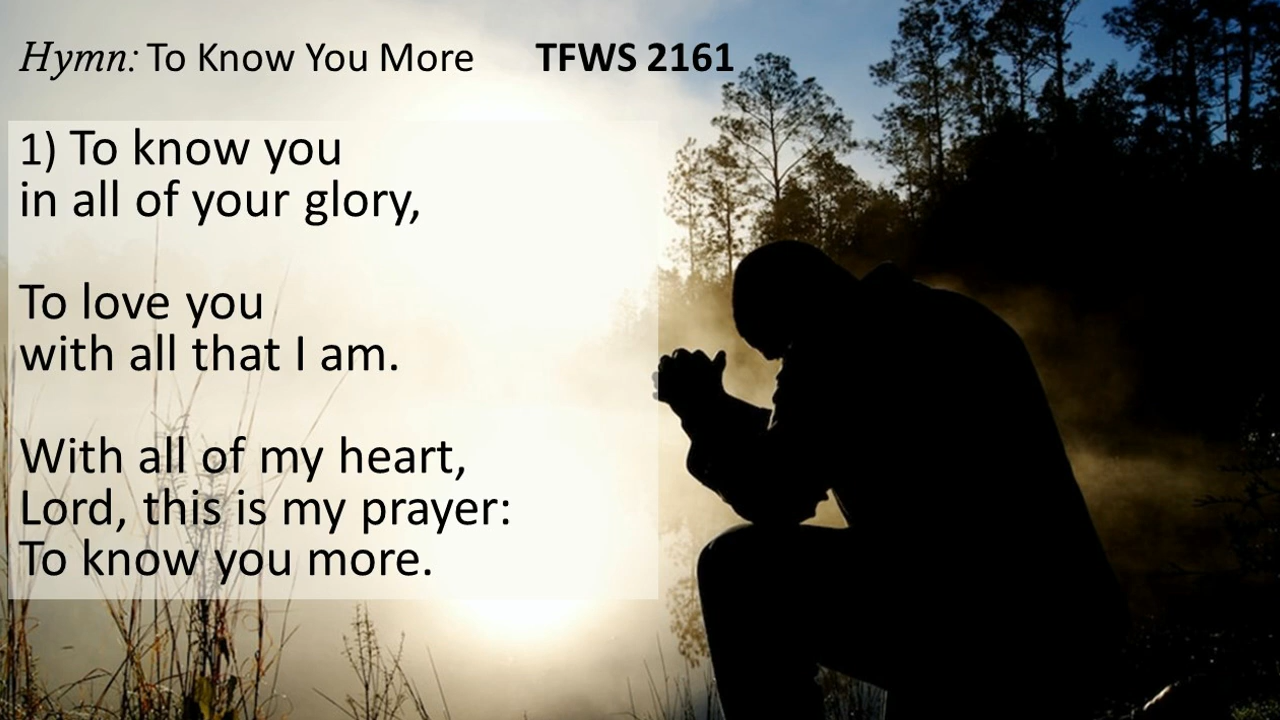 Hymn: To Know You More TFWS 2161
1) To know you
in all of your glory,
To love you
with all that I am.
With all of my heart,
Lord, this is my prayer:
To know you more.